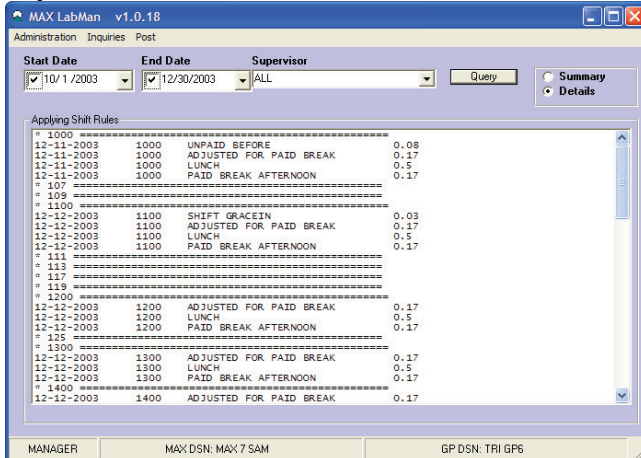 MAX LabMan v1.0.18
Administration Inquiries Post
Start Date End Date Supervisor
10/ 1 /2003 12/30/2003 ALL Query Summary
Details
Applying Shift Rules
* 1000 ================================================
12-11-2003 1000 UNPAID BEFORE 0.08
12-11-2003 1000 ADJUSTED FOR PAID BREAK 0.17
12-11-2003 1000 LUNCH 0.5
12-11-2003 1000 PAID BREAK AFTERNOON 0.17
* 107 ================================================
* 109 ================================================
* 1100 ================================================
12-12-2003 1100 SHIFT GRACEIN 0.03
12-12-2003 1100 ADJUSTED FOR PAID BREAK 0.17
12-12-2003 1100 LUNCH 0.5
12-12-2003 1100 PAID BREAK AFTERNOON 0.17
* 111 ================================================
* 113 ================================================
* 117 ================================================
* 119 ================================================
* 1200 ================================================
12-12-2003 1200 ADJUSTED FOR PAID BREAK 0.17
12-12-2003 1200 LUNCH 0.5
12-12-2003 1200 PAID BREAK AFTERNOON 0.17
* 125 ================================================
* 1300 ================================================
12-12-2003 1300 ADJUSTED FOR PAID BREAK 0.17
12-12-2003 1300 LUNCH 0.5
12-12-2003 1300 PAID BREAK AFTERNOON 0.17
* 1400 ================================================
12-12-2003 1400 ADJUSTED FOR PAID BREAK 0.17
MANAGER MAX DSN: MAX 7 SAM GP DSN: TRI GP6